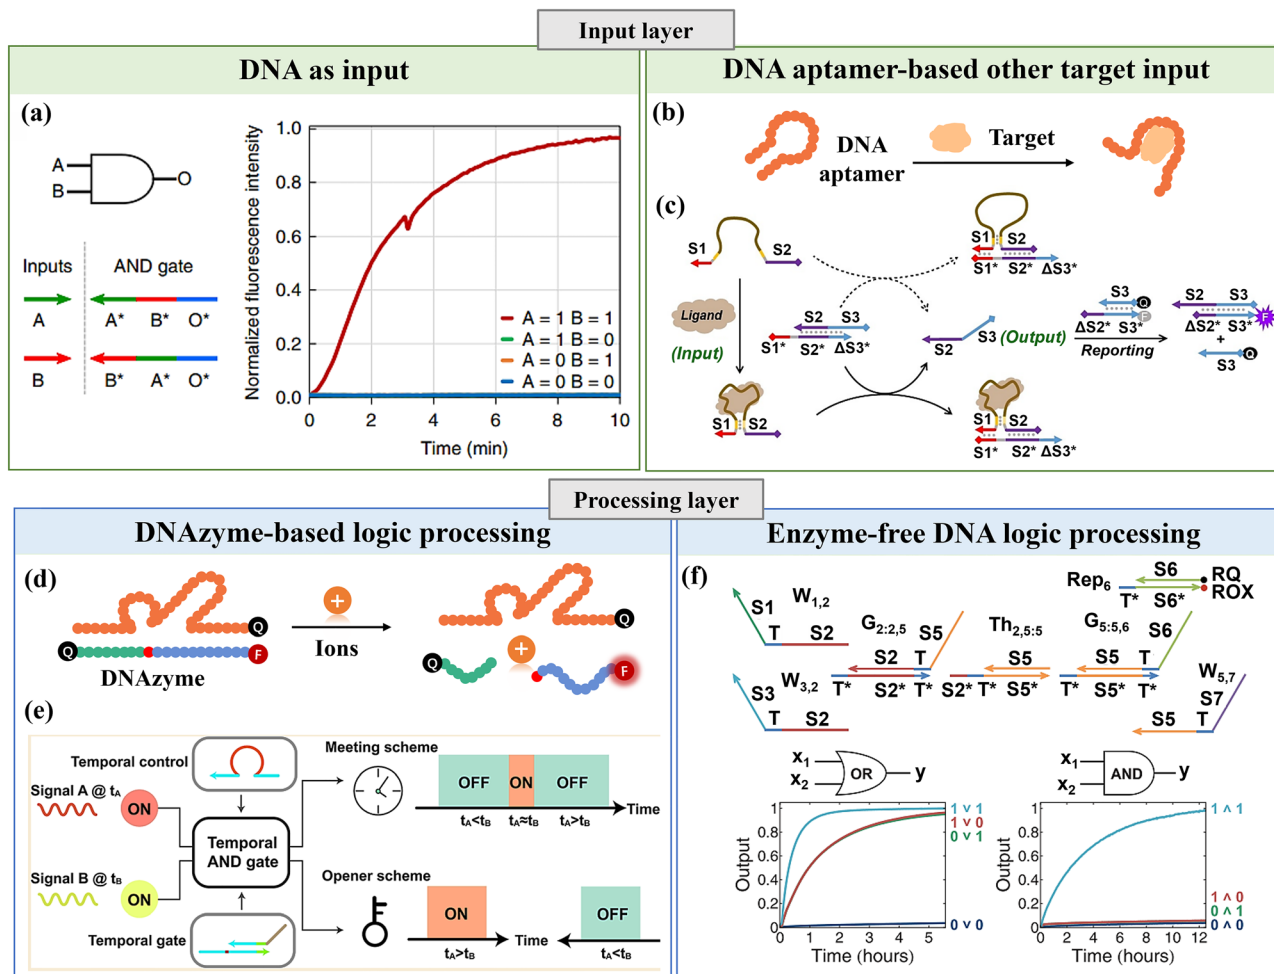 Input layer
DNA as input
(a)
A
B
O
Inputs
AND gate
A
A*
B*
O*
B
B*
A*
O*
Normalized fluorescence intensity
1.0
0.8
0.6
0.4
0.2
0.0
0
2
4
6
8
10
Time (min)
A = 1 B = 1
A = 1 B = 0
A = 0 B = 1
A = 0 B = 0
DNA aptamer-based other target input
(b)
DNA
aptamer
Target
(c)
S1
S2
Ligand
(Input)
S1
S2
S2
S3
S1*
S2*
ΔS3*
S1
S2
S1*
S2*
ΔS3*
S2
S3
(Output)
S1
S2
S1*
S2*
ΔS3*
Reporting
S3
Q
F
ΔS2*
S3*
S2
S3
F
ΔS2*
S3*
+
S3
Q
Processing layer
DNAzyme-based logic processing
(d)
Q
Q
F
DNAzyme
+
Ions
Q
Q
+
F
(e)
Temporal control
Signal A @ tA
ON
Signal B @ tB
ON
Temporal
AND gate
Temporal gate
Meeting scheme
OFF
ON
OFF
Time
tA<tB
tA≈tB
tA>tB
Opener scheme
ON
OFF
tA>tB
Time
tA<tB
Enzyme-free DNA logic processing
(f)
S1
W1,2
T
S2
S3
W3,2
T
S2
G2:2,5
S5
S2
T
T*
S2*
T*
Th2,5:5
S5
S2*
T*
S5*
G5:5,6
S6
S5
T
T*
S5*
T*
Rep6
S6
RQ
T*
S6*
ROX
W5,7
S7
S5
T
x1
x2
OR
y
Output
1
0.8
0.6
0.4
0.2
0
0
1
2
3
4
5
Time (hours)
1 ∨ 1
1 ∨ 0
0 ∨ 1
0 ∨ 0
x1
x2
AND
y
Output
1
0.8
0.6
0.4
0.2
0
0
2
4
6
8
10
12
Time (hours)
1 ∧ 1
1 ∧ 0
0 ∧ 1
0 ∧ 0